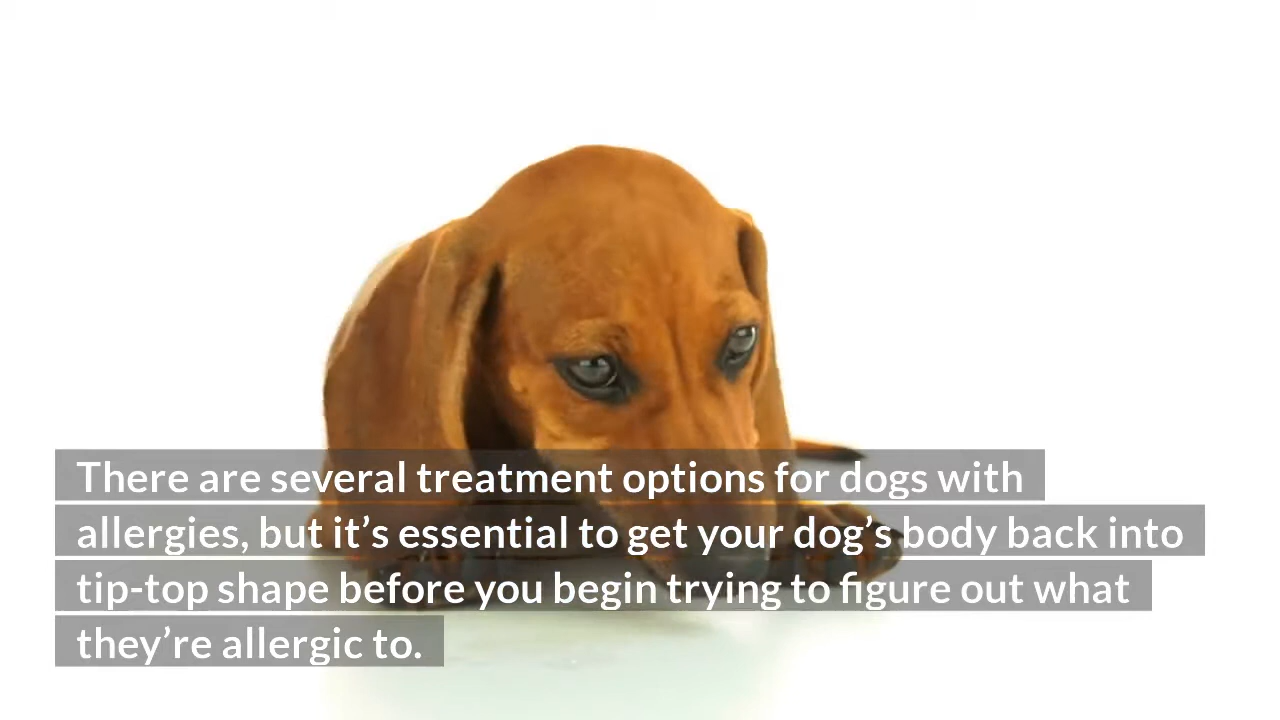 There are several treatment options for dogs with
allergies, but it’s essential to get your dog’s body back into
tip-top shape before you begin trying to figure out what
they’re allergic to.